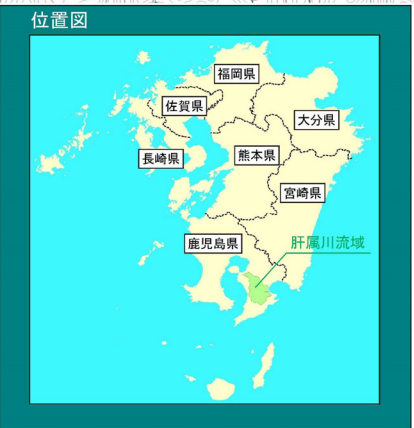 位置図
福岡県
佐賀県
大分県
長崎県
熊本県
宮崎県
鹿児島県
肝属川流域